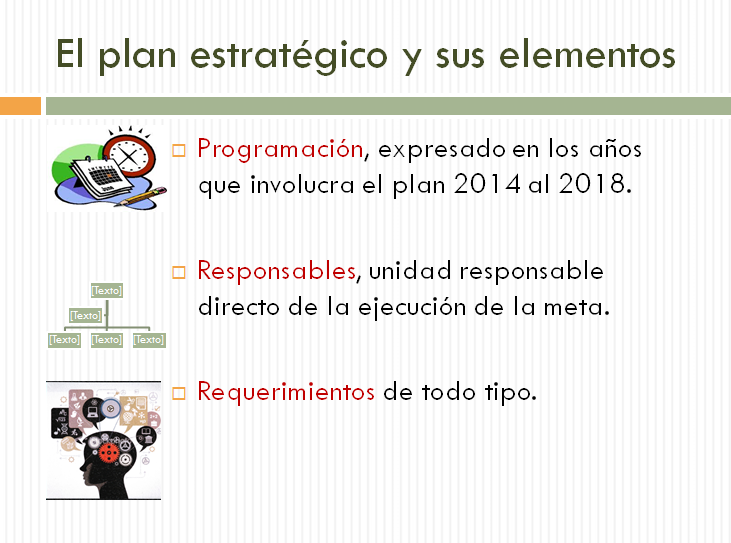 El plan estratégico y sus elementos
Programación, expresado en los años
que involucra el plan 2014 al 2018.
Responsables, unidad responsable
directo de la ejecución de la meta.
[Texto]
[Texto]
[Texto] [Texto] [Texto]
Requerimientos de todo tipo.